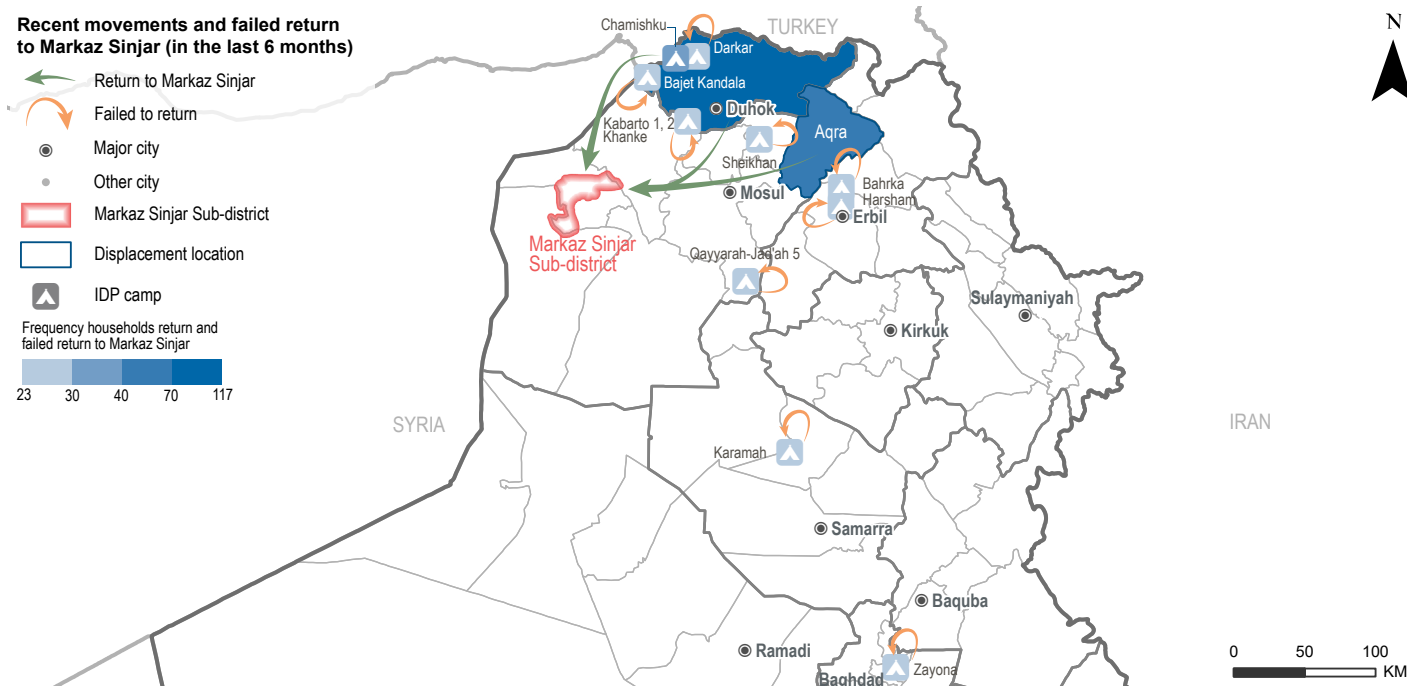 Recent movements and failed return
to Markaz Sinjar (in the last 6 months)
Return to Markaz Sinjar
Failed to return
Major city
Other city
Markaz Sinjar Sub-district
Displacement location
IDP camp
Frequency households return and
failed return to Markaz Sinjar
23 30 40 70 117
Chamishku
TURKEY
Darkar
Bajet Kandala
Duhok
Kabarto 1, 2
Khanke
Aqra
Sheikhan
Bahrka
Harsham
Mosul
Erbil
Markaz Sinjar
Sub-district
Qayyarah-Jad'ah 5
Sulaymaniyah
Kirkuk
SYRIA
IRAN
Karamah
Samarra
Baquba
Ramadi
Zayona
Baghdad
N
0 50 100
KM